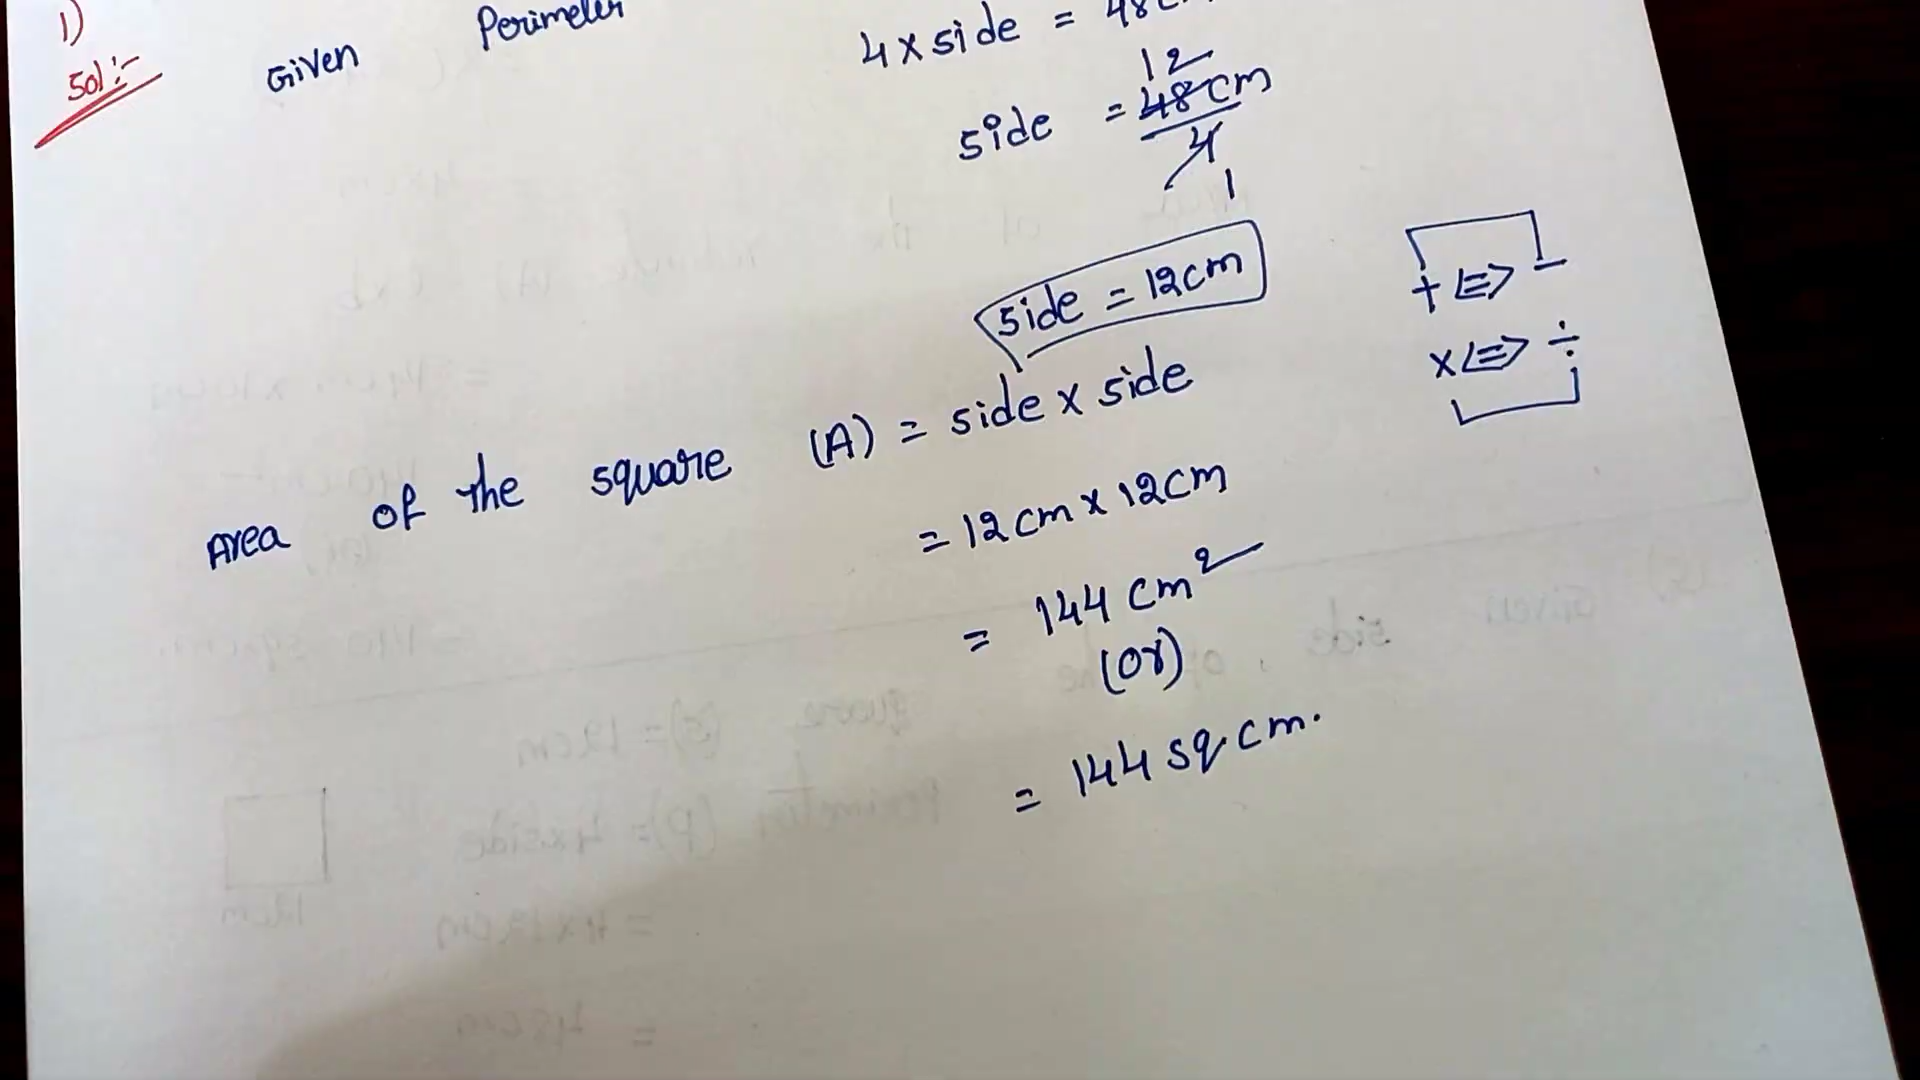 1)
Sol:- Given Perimeter
4 x side = 48cm
side = 48cm/4
12
1
side = 12cm
+ <=> -
x <=> ÷
Area of the square (A) = side x side
= 12cm x 12cm
= 144 cm²
(or)
= 144 sq.cm.